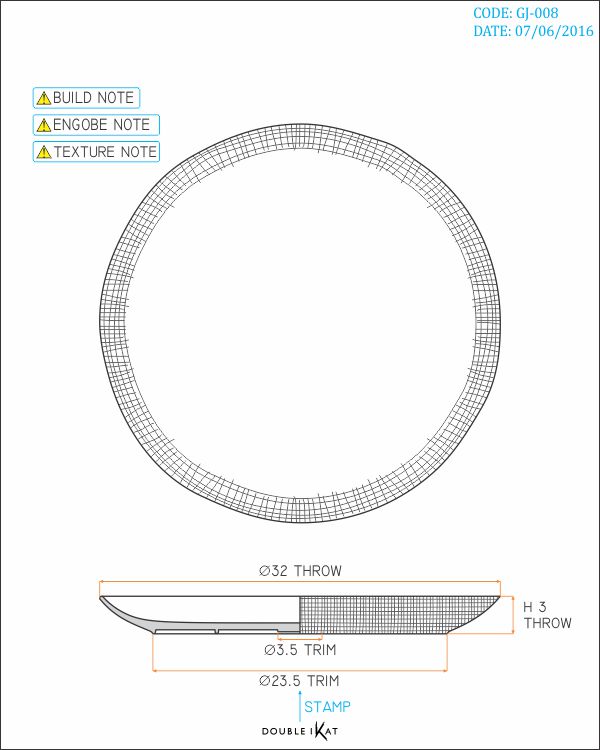 CODE: GJ-008
DATE: 07/06/2016
BUILD NOTE
ENGOBE NOTE
TEXTURE NOTE
∅32 THROW
H 3
THROW
∅3.5 TRIM
∅23.5 TRIM
STAMP
DOUBLE IKAT